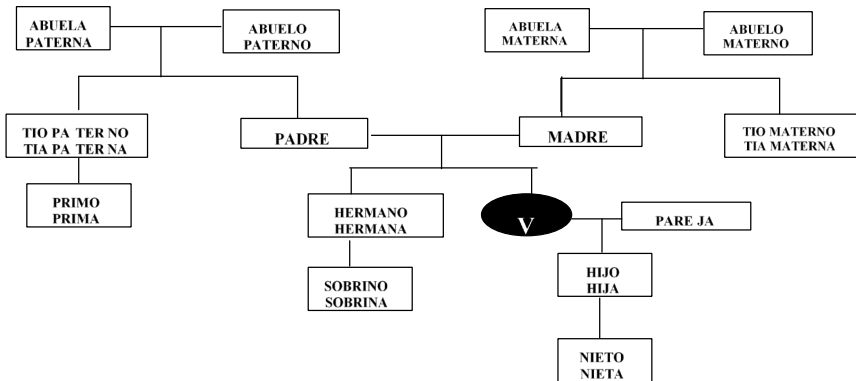 ABUELA
PATERNA
ABUELO
PATERNO
ABUELA
MATERNA
ABUELO
MATERNO
TIO PA TER NO
TIA PA TER NA
PADRE
MADRE
TIO MATERNO
TIA MATERNA
PRIMO
PRIMA
HERMANO
HERMANA
V
PARE JA
SOBRINO
SOBRINA
HIJO
HIJA
NIETO
NIETA